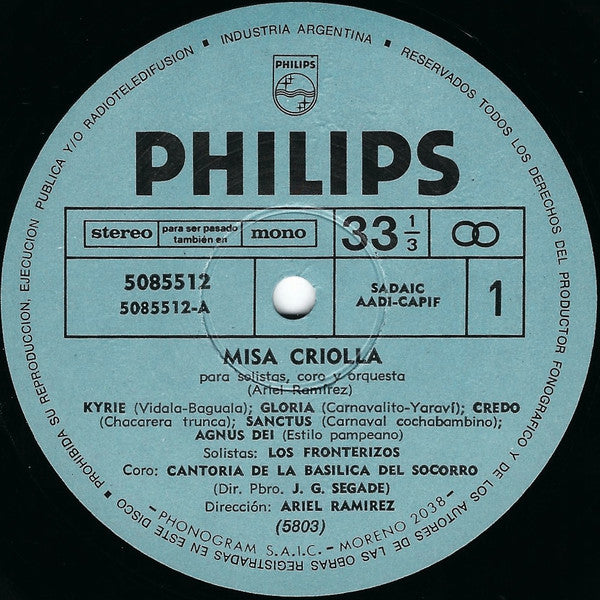 INDUSTRIA ARGENTINA ▪ RESERVADOS TODOS LOS DERECHOS DEL PRODUCTOR FONOGRAFICO Y DE LOS AUTORES DE LAS OBRAS REGISTRADAS EN ESTE DISCO ▪ PROHIBIDA SU REPRODUCCION, EJECUCION PUBLICA Y/O RADIOTELEDIFUSION ▪
PHILIPS
PHILIPS
stereo para ser pasado también en mono
33 1/3
5085512
5085512-A
SADAIC
AADI-CAPIF
1
MISA CRIOLLA
para solistas, coro y orquesta
(Ariel Ramírez)
KYRIE (Vidala-Baguala); GLORIA (Carnavalito-Yaraví); CREDO
(Chacarera trunca); SANCTUS (Carnaval cochabambino);
AGNUS DEI (Estilo pampeano)
Solistas: LOS FRONTERIZOS
Coro: CANTORIA DE LA BASILICA DEL SOCORRO
(Dir. Pbro. J. G. SEGADE)
Dirección: ARIEL RAMIREZ
(5803)
-PHONOGRAM S.A.I.C.- MORENO 2038-